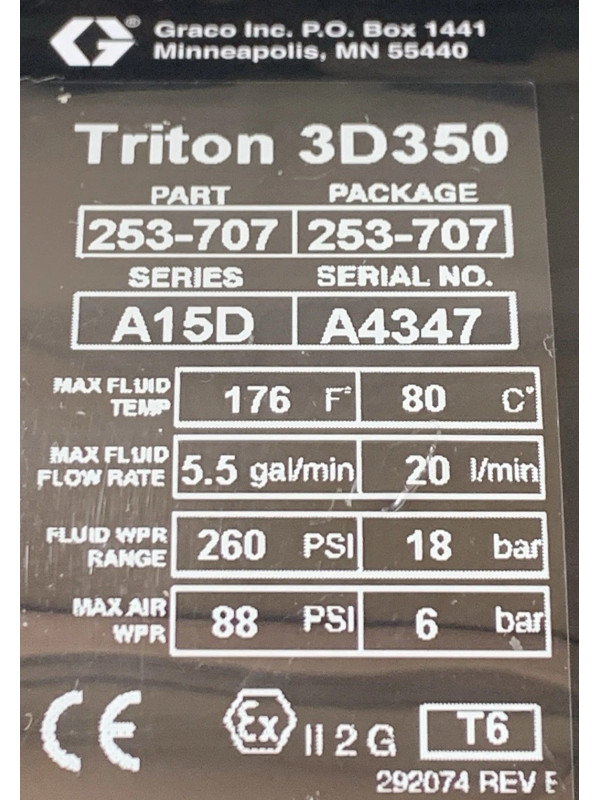 G® Graco Inc. P.O. Box 1441
Minneapolis, MN 55440
Triton 3D350
PART PACKAGE
253-707 253-707
SERIES SERIAL NO.
A15D A4347
MAX FLUID
TEMP 176 F° 80 C°
MAX FLUID
FLOW RATE 5.5 gal/min 20 l/min
FLUID WPR
RANGE 260 PSI 18 bar
MAX AIR
WPR 88 PSI 6 bar
CE Ex II 2 G T6
292074 REV E